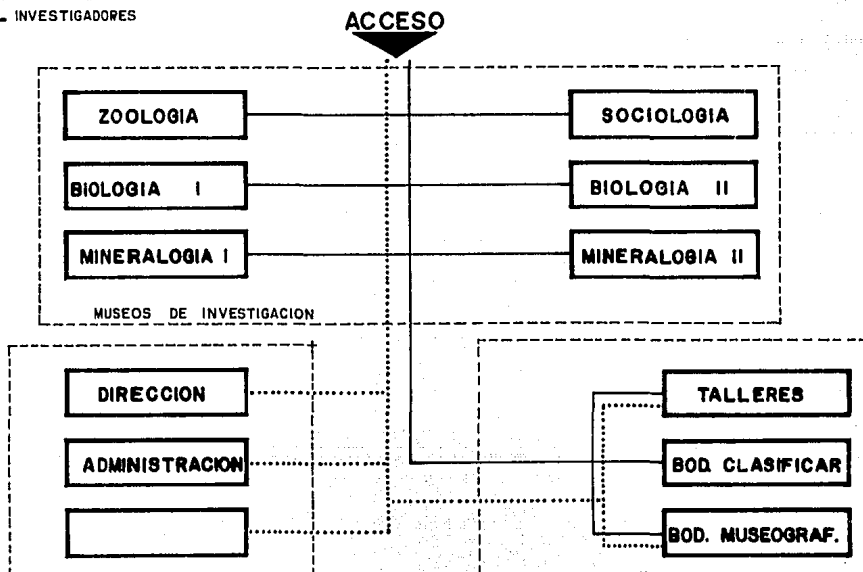 INVESTIGADORES
ACCESO
ZOOLOGIA
SOCIOLOGIA
BIOLOGIA I
BIOLOGIA II
MINERALOGIA I
MINERALOGIA II
MUSEOS DE INVESTIGACION
DIRECCION
TALLERES
ADMINISTRACION
BOD. CLASIFICAR
BOD. MUSEOGRAF.